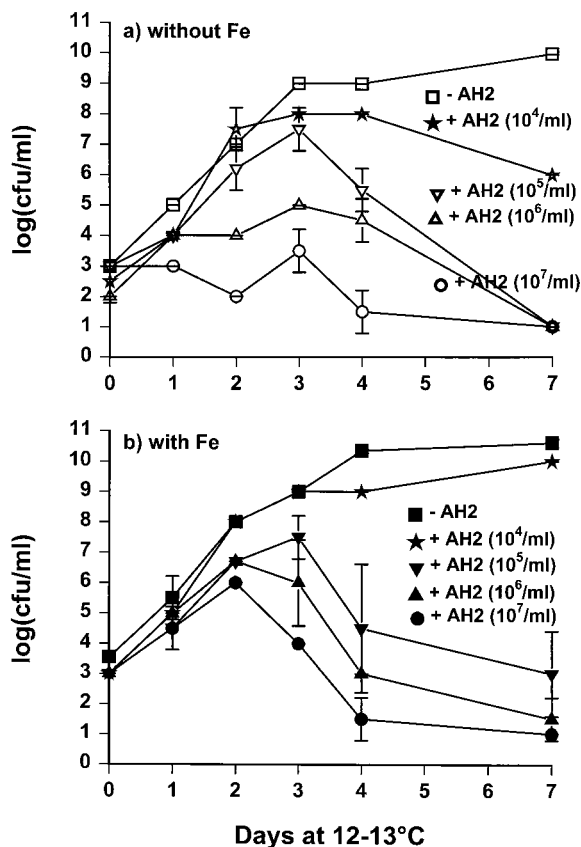 a) without Fe
11
10
9
8
7
6
5
4
3
2
1
0
log(cfu/ml)
- AH2
+ AH2 (10⁴/ml)
+ AH2 (10⁵/ml)
+ AH2 (10⁶/ml)
+ AH2 (10⁷/ml)
0 1 2 3 4 5 6 7
b) with Fe
11
10
9
8
7
6
5
4
3
2
1
0
log(cfu/ml)
- AH2
+ AH2 (10⁴/ml)
+ AH2 (10⁵/ml)
+ AH2 (10⁶/ml)
+ AH2 (10⁷/ml)
0 1 2 3 4 5 6 7
Days at 12-13°C